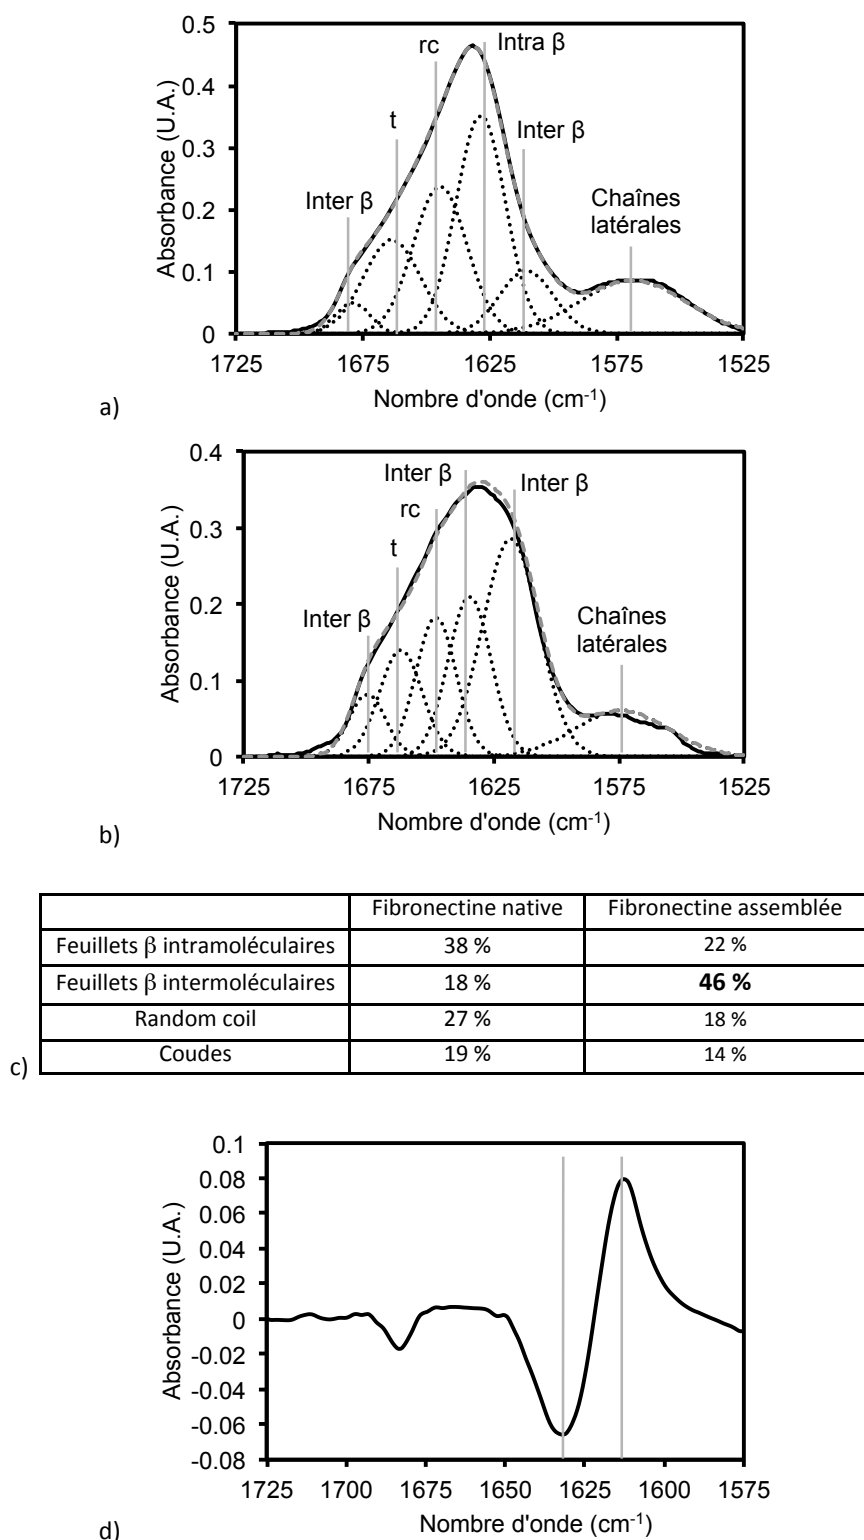 0.5
0.4
0.3
0.2
0.1
0
Absorbance (U.A.)
rc
Intra β
t
Inter β
Inter β
Chaînes
latérales
1725 1675 1625 1575 1525
Nombre d'onde (cm-1)
a)
0.4
0.3
0.2
0.1
0
Absorbance (U.A.)
Inter β
Inter β
rc
t
Inter β
Chaînes
latérales
1725 1675 1625 1575 1525
Nombre d'onde (cm-1)
b)
Fibronectine native Fibronectine assemblée
Feuillets β intramoléculaires 38 % 22 %
Feuillets β intermoléculaires 18 % 46 %
Random coil 27 % 18 %
Coudes 19 % 14 %
c)
0.1
0.08
0.06
0.04
0.02
0
-0.02
-0.04
-0.06
-0.08
Absorbance (U.A.)
1725 1700 1675 1650 1625 1600 1575
Nombre d'onde (cm-1)
d)